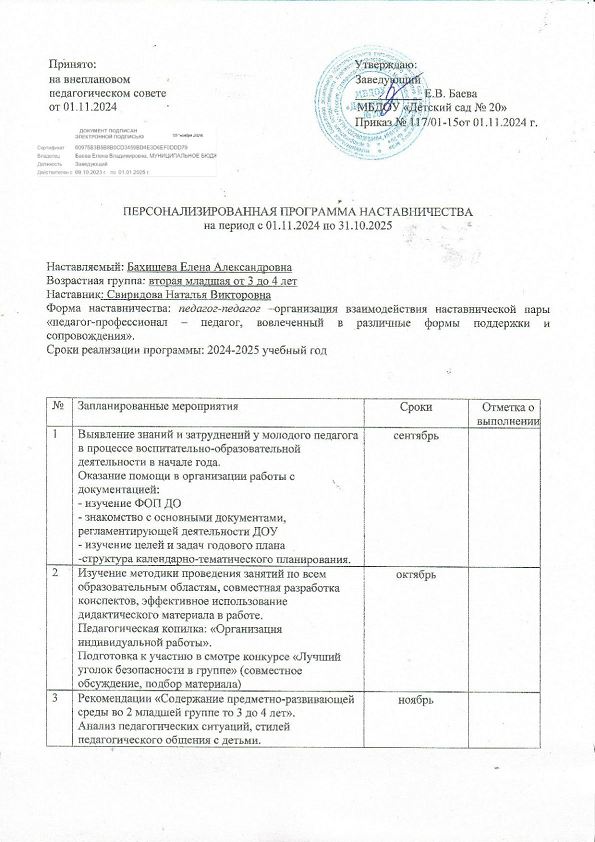 Принято:
на внеплановом
педагогическом совете
от 01.11.2024
Утверждаю:
Заведующий
Е.В. Баева
МБДОУ «Детский сад № 20»
Приказ № 117/01-15от 01.11.2024 г.
ДОКУМЕНТ ПОДПИСАН
ЭЛЕКТРОННОЙ ПОДПИСЬЮ
Сертификат
Владелец Баева Елена Владимировна, МУНИЦИПАЛЬНОЕ БЮДЖ
Должность Заведующий
Действителен с 09.10.2023 г по 01.01.2025 г
ПЕРСОНАЛИЗИРОВАННАЯ ПРОГРАММА НАСТАВНИЧЕСТВА
на период с 01.11.2024 по 31.10.2025
Наставляемый: Бахишева Елена Александровна
Возрастная группа: вторая младшая от 3 до 4 лет
Наставник: Свиридова Наталья Викторовна
Форма наставничества: педагог-педагог –организация взаимодействия наставнической пары
«педагог-профессионал – педагог, вовлеченный в различные формы поддержки и
сопровождения».
Сроки реализации программы: 2024-2025 учебный год
№ Запланированные мероприятия Сроки Отметка о
выполнении
1 Выявление знаний и затруднений у молодого педагога сентябрь
в процессе воспитательно-образовательной
деятельности в начале года.
Оказание помощи в организации работы с
документацией:
- изучение ФОП ДО
- знакомство с основными документами,
регламентирующей деятельности ДОУ
- изучение целей и задач годового плана
-структура календарно-тематического планирования.
2 Изучение методики проведения занятий по всем октябрь
образовательным областям, совместная разработка
конспектов, эффективное использование
дидактического материала в работе.
Педагогическая копилка: «Организация
индивидуальной работы».
Подготовка к участию в смотре конкурсе «Лучший
уголок безопасности в группе» (совместное
обсуждение, подбор материала)
3 Рекомендации «Содержание предметно-развивающей ноябрь
среды во 2 младшей группе то 3 до 4 лет».
Анализ педагогических ситуаций, стилей
педагогического общения с детьми.